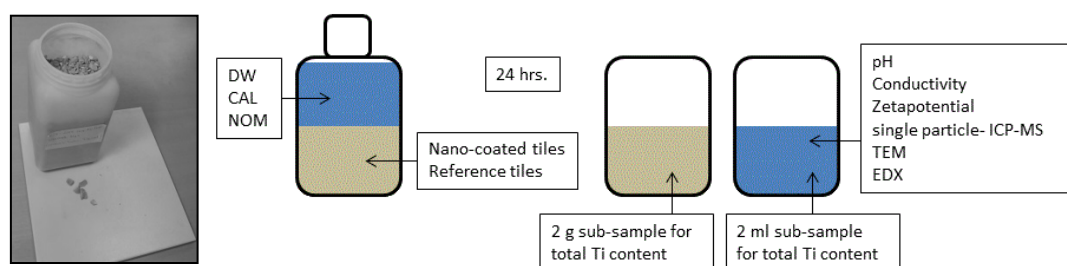 DW
CAL
NOM
24 hrs.
Nano-coated tiles
Reference tiles
2 g sub-sample for
total Ti content
2 ml sub-sample
for total Ti content
pH
Conductivity
Zetapotential
single particle- ICP-MS
TEM
EDX